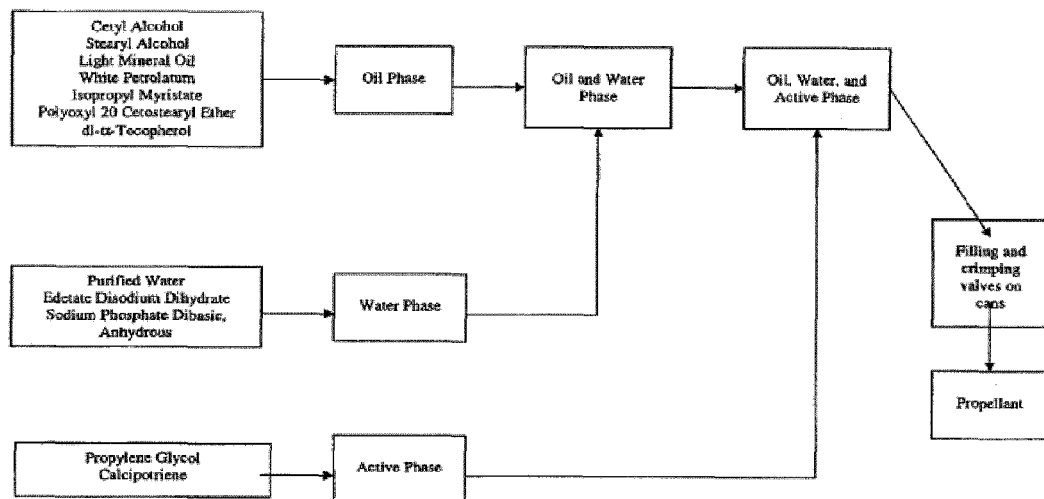 Cetyl Alcohol
Stearyl Alcohol
Light Mineral Oil
White Petrolatum
Isopropyl Myristate
Polyoxyl 20 Cetostearyl Ether
dl-α-Tocopherol
Oil Phase
Oil and Water
Phase
Oil, Water, and
Active Phase
Filling and
crimping
valves on
cans
Purified Water
Edetate Disodium Dihydrate
Sodium Phosphate Dibasic,
Anhydrous
Water Phase
Propellant
Propylene Glycol
Calcipotriene
Active Phase